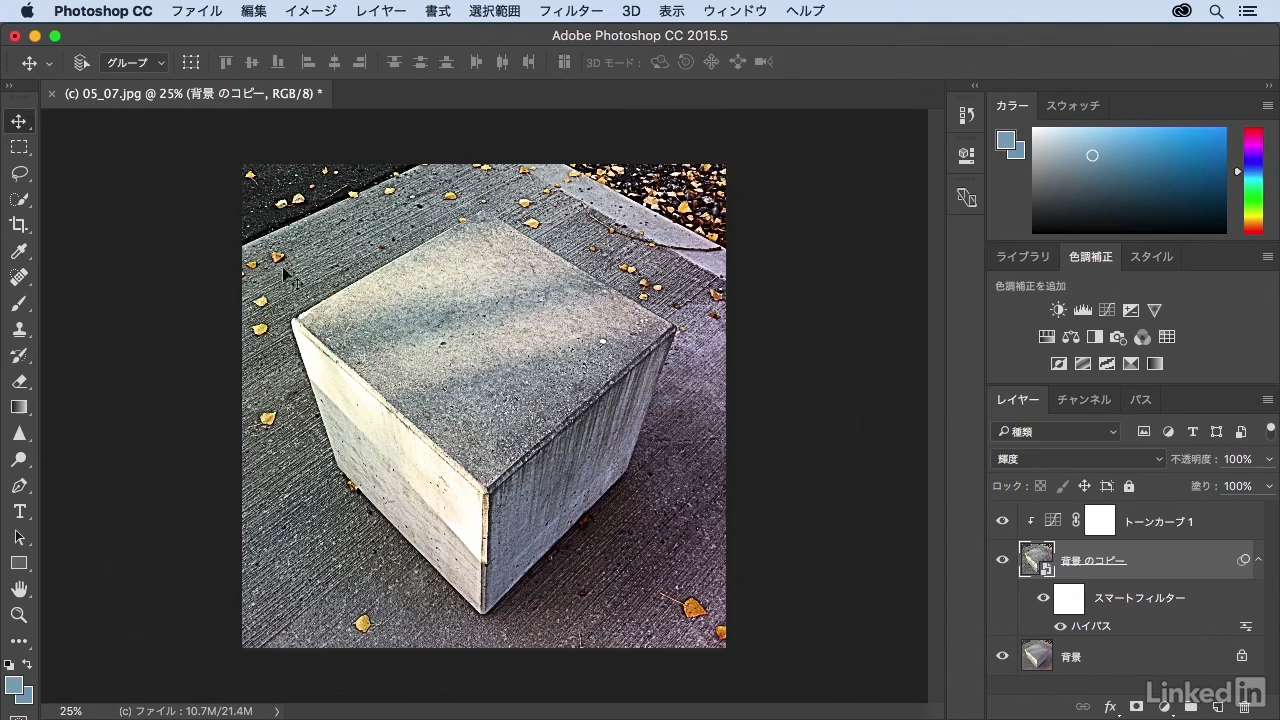 Photoshop CC ファイル 編集 イメージ レイヤー 書式 選択範囲 フィルター 3D 表示 ウィンドウ ヘルプ
Adobe Photoshop CC 2015.5
グループ 3D モード :
(c) 05_07.jpg @ 25% (背景 のコピー, RGB/8) *
カラー スウォッチ
ライブラリ 色調補正 スタイル
色調補正を追加
レイヤー チャンネル パス
種類
輝度 不透明度 : 100%
ロック : 塗り : 100%
トーンカーブ 1
背景 のコピー
スマートフィルター
ハイパス
背景
25% (c) ファイル : 10.7M/21.4M
fx
Linked in